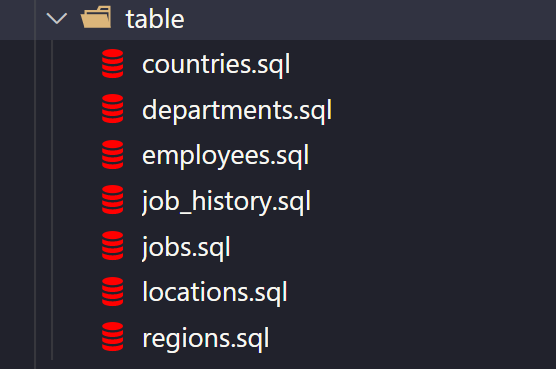 table
countries.sql
departments.sql
employees.sql
job_history.sql
jobs.sql
locations.sql
regions.sql